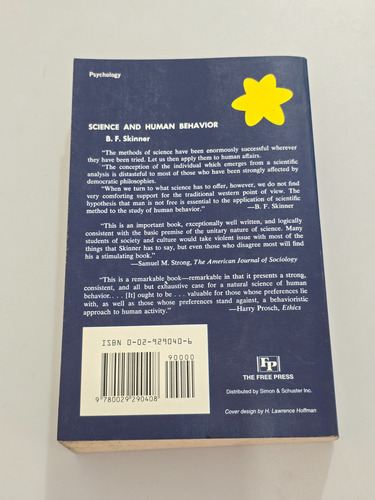 Psychology
SCIENCE AND HUMAN BEHAVIOR
B. F. Skinner
"The methods of science have been enormously successful wherever
they have been tried. Let us then apply them to human affairs.
"The conception of the individual which emerges from a scientific
analysis is distasteful to most of those who have been strongly affected by
democratic philosophies.
"When we turn to what science has to offer, however, we do not find
very comforting support for the traditional western point of view. The
hypothesis that man is not free is essential to the application of scientific
method to the study of human behavior."
—B. F. Skinner
"This is an important book, exceptionally well written, and logically
consistent with the basic premise of the unitary nature of science. Many
students of society and culture would take violent issue with most of the
things that Skinner has to say, but even those who disagree most will find
his a stimulating book."
—Samuel M. Strong, The American Journal of Sociology
"This is a remarkable book—remarkable in that it presents a strong,
consistent, and all but exhaustive case for a natural science of human
behavior. . . . [It] ought to be . . . valuable for those whose preferences lie
with, as well as those whose preferences stand against, a behavioristic
approach to human activity."
—Harry Prosch, Ethics
ISBN 0-02-929040-6
90000
9 780029 290408
FP
THE FREE PRESS
Distributed by Simon & Schuster Inc.
Cover design by H. Lawrence Hoffman